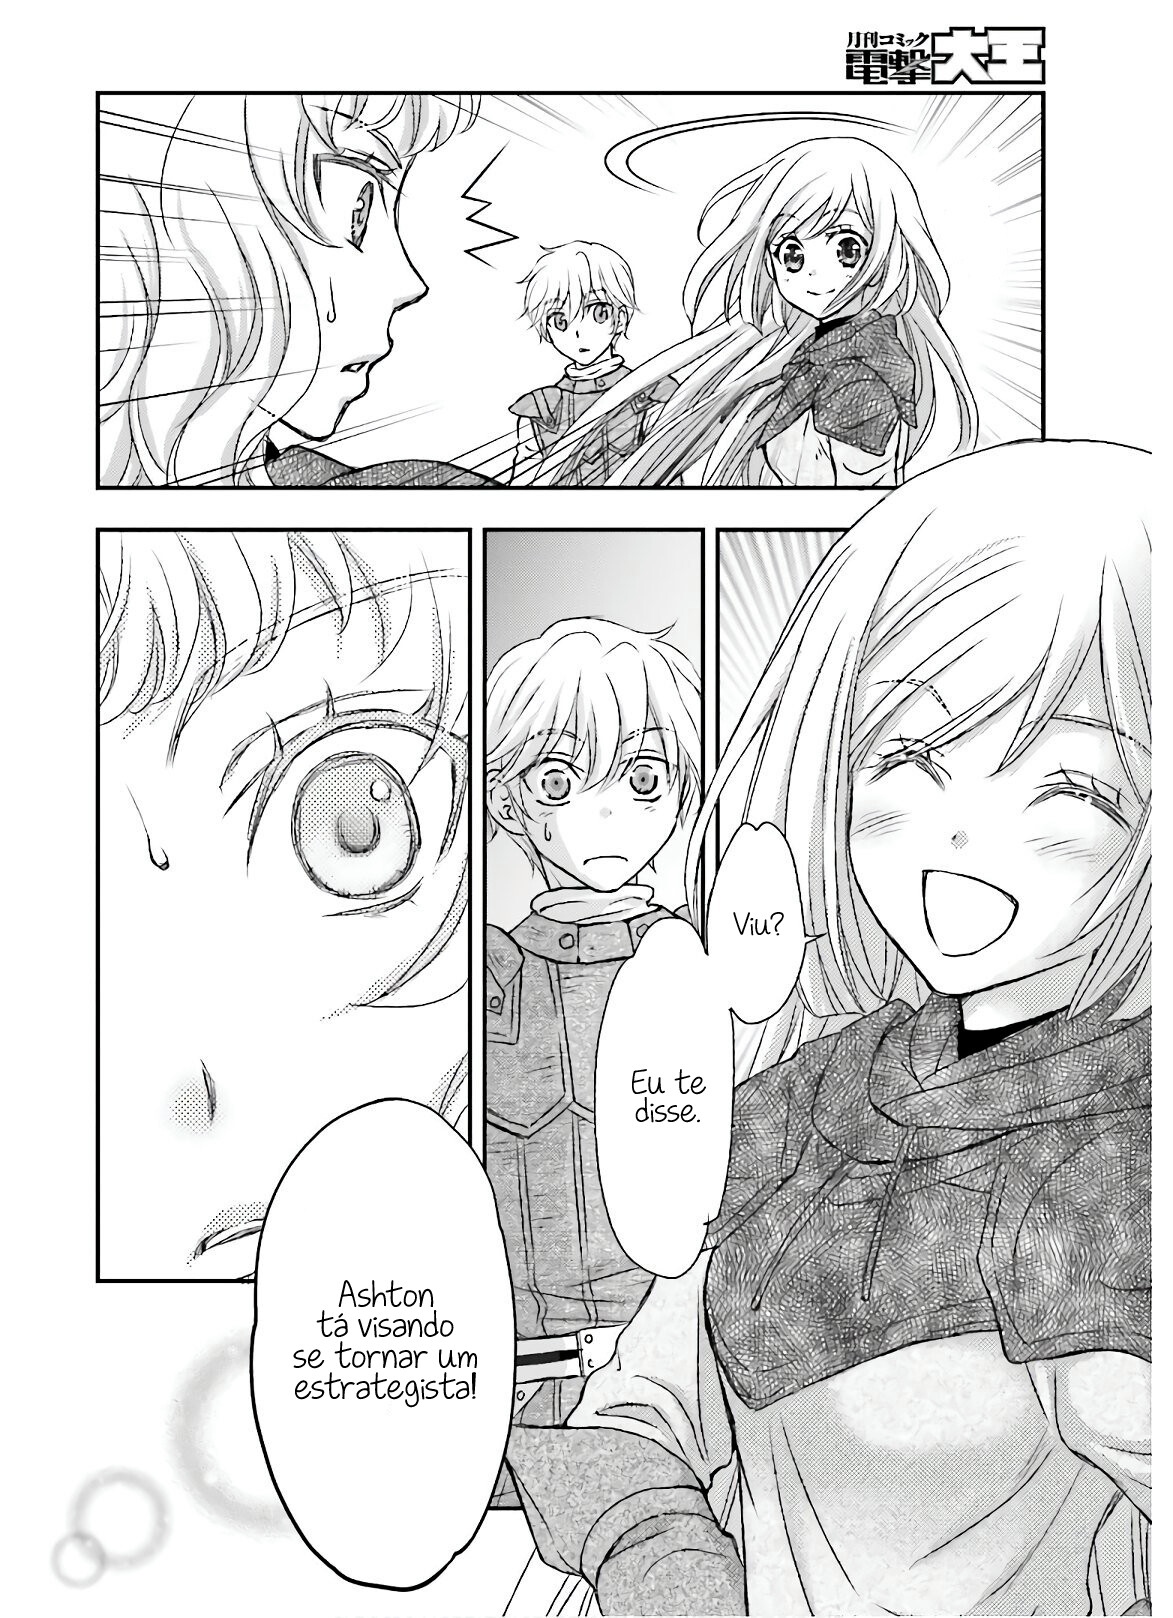 月刊コミック
電撃大王
Viu?
Eu te
disse.
Ashton
tá visando
se tornar um
estrategista!